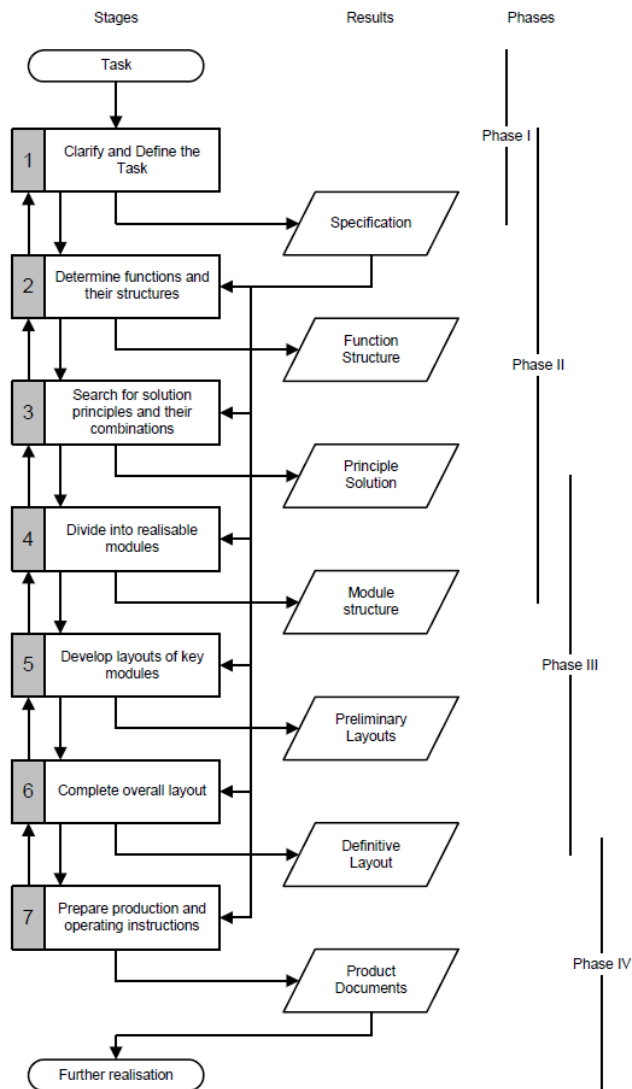 Stages
Results
Phases
Task
Phase I
1
Clarify and Define the
Task
Specification
2
Determine functions and
their structures
Function
Structure
Phase II
3
Search for solution
principles and their
combinations
Principle
Solution
4
Divide into realisable
modules
Module
structure
5
Develop layouts of key
modules
Phase III
Preliminary
Layouts
6
Complete overall layout
Definitive
Layout
7
Prepare production and
operating instructions
Product
Documents
Phase IV
Further realisation